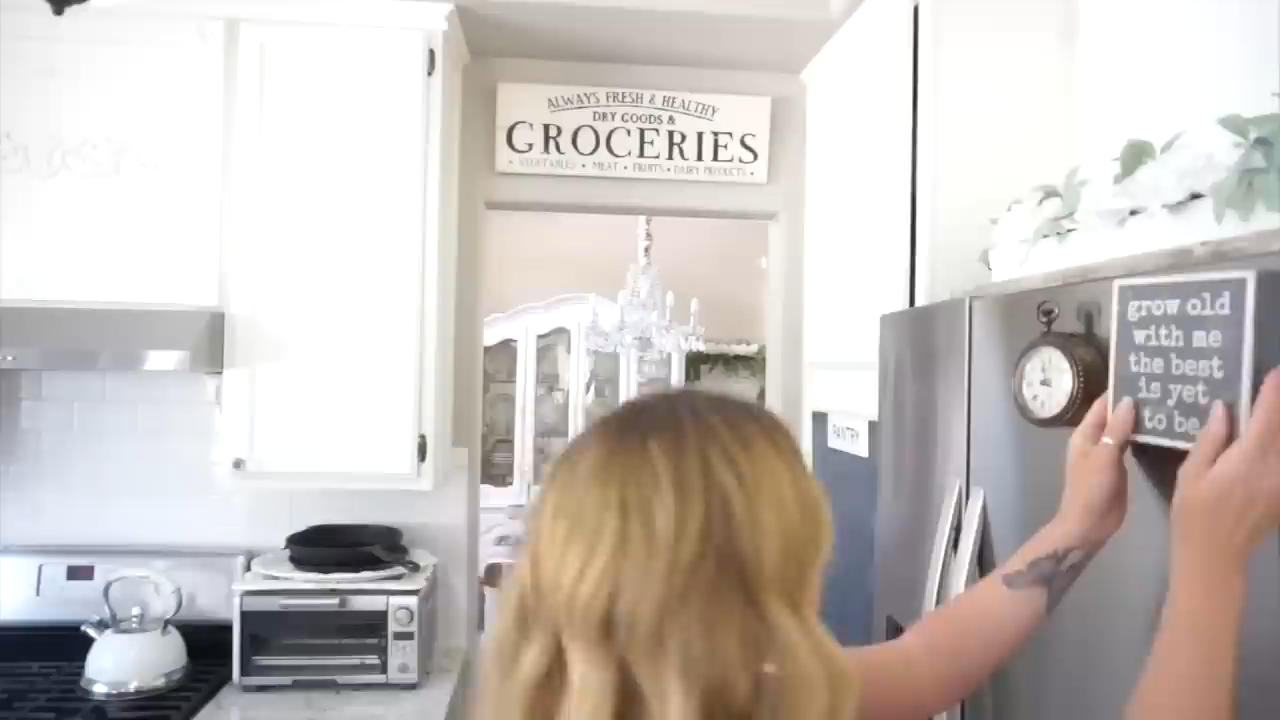 ALWAYS FRESH & HEALTHY
DRY GOODS &
GROCERIES
• VEGETABLES • MEAT • FRUITS • DAIRY PRODUCTS •
PANTRY
grow old
with me
the best
is yet
to be